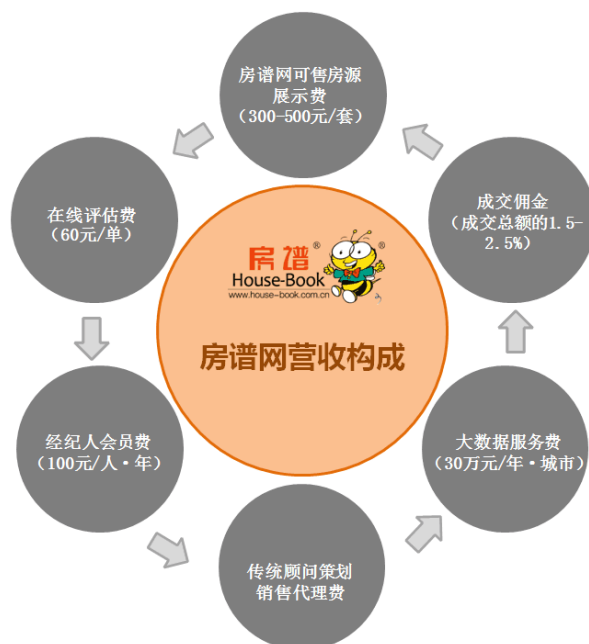 房谱网可售房源
展示费
（300-500元/套）
在线评估费
（60元/单）
成交佣金
（成交总额的1.5-
2.5%）
房谱®
®
House-Book
www.house-book.com.cn
房谱网营收构成
经纪人会员费
（100元/人·年）
大数据服务费
（30万元/年·城市）
传统顾问策划
销售代理费